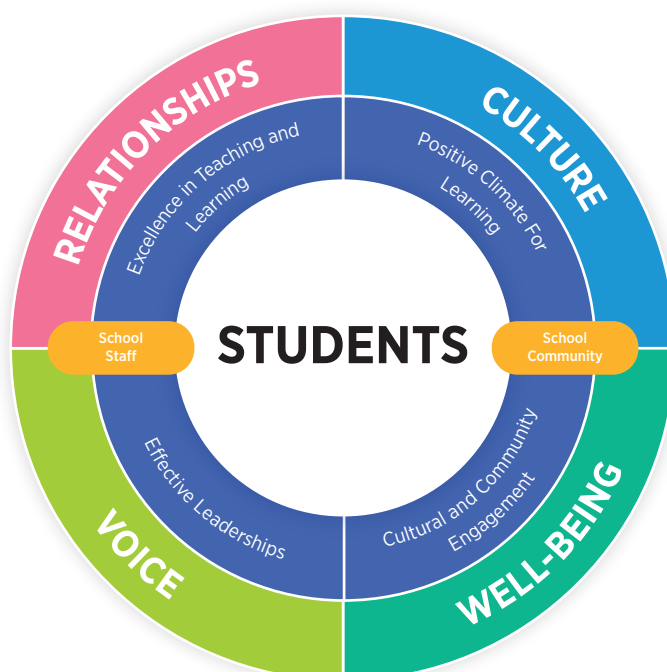 RELATIONSHIPS
CULTURE
Excellence in Teaching and
Learning
Positive Climate For
Learning
School
Staff
STUDENTS
School
Community
Effective Leaderships
Cultural and Community
Engagement
VOICE
WELL-BEING